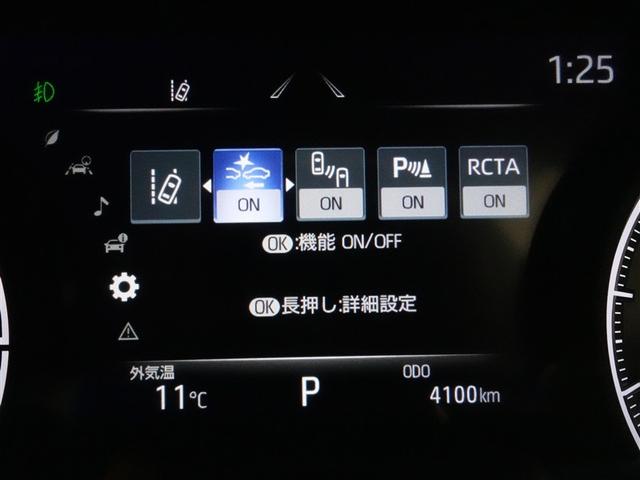 1:25
ON
ON
P ON
RCTA ON
OK:機能 ON/OFF
OK長押し:詳細設定
外気温 11℃
P
ODO 4100km